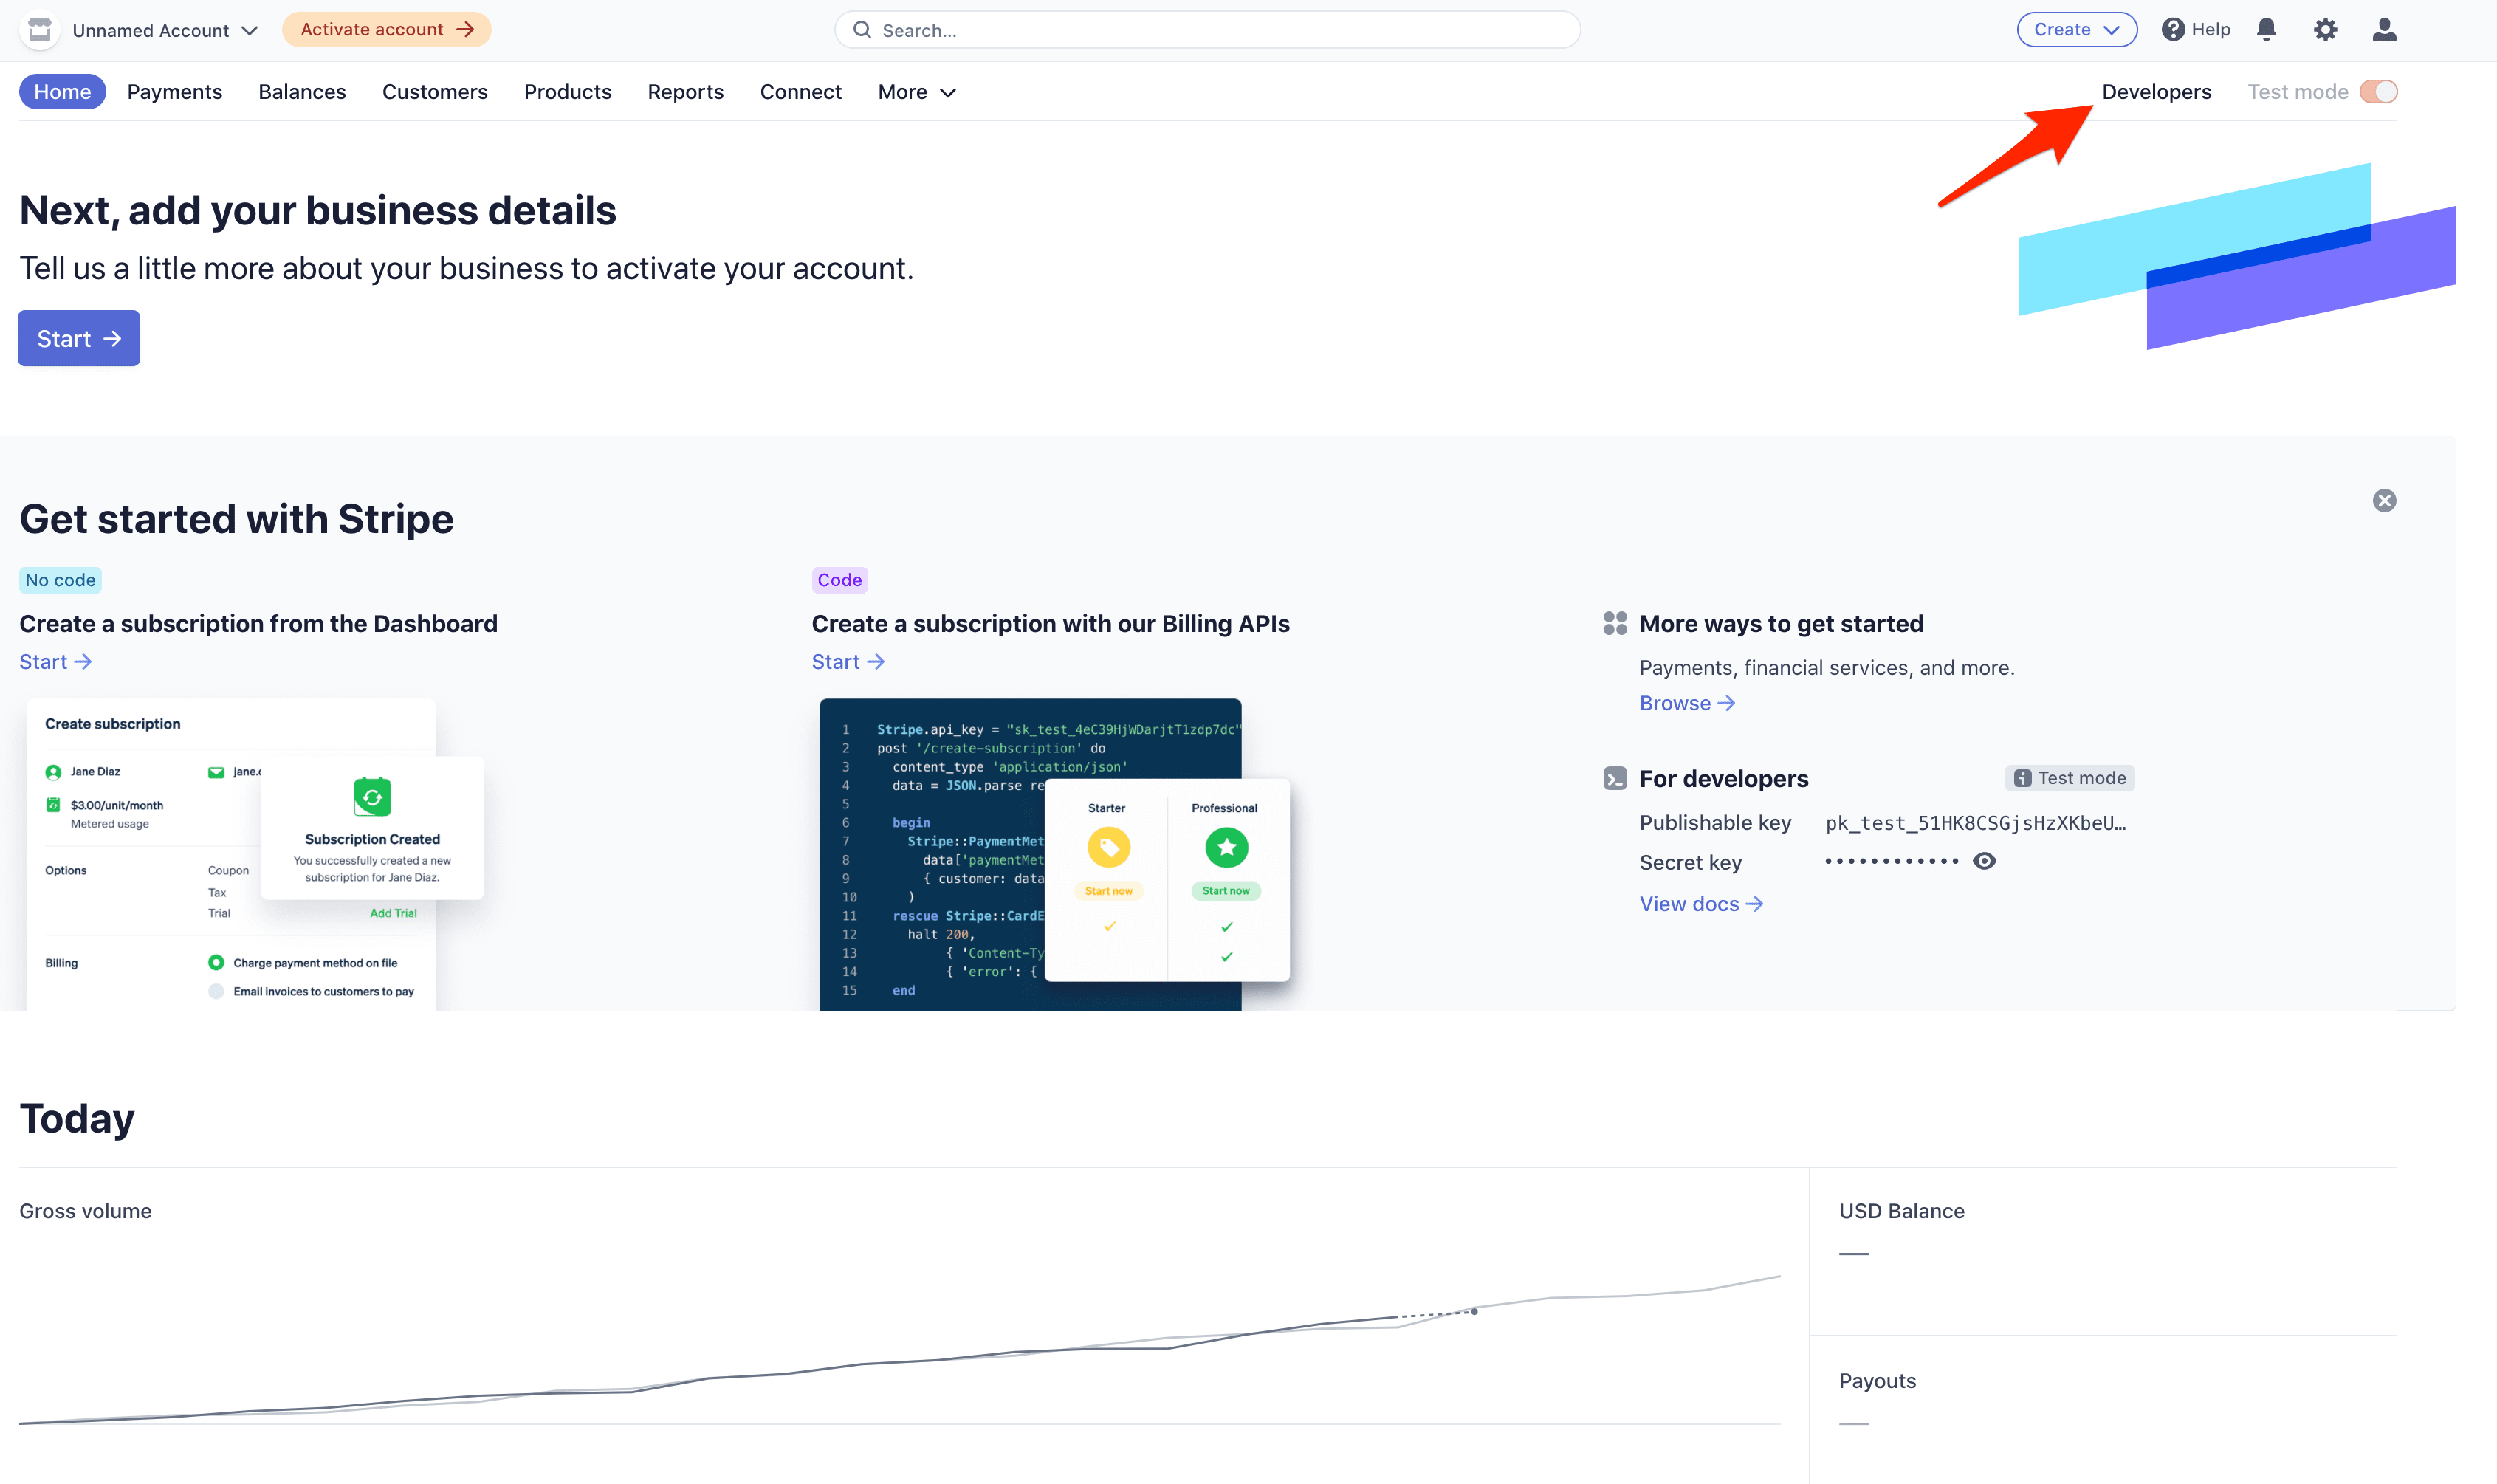 Unnamed Account
Activate account →
Search...
Create
Help
Home Payments Balances Customers Products Reports Connect More
Developers
Test mode
Next, add your business details
Tell us a little more about your business to activate your account.
Start →
Get started with Stripe
No code
Create a subscription from the Dashboard
Start →
Create subscription
Jane Diaz
$3.00/unit/month
Metered usage
Subscription Created
You successfully created a new
subscription for Jane Diaz.
Options
Coupon
Tax
Trial
Add Trial
Billing
Charge payment method on file
Email invoices to customers to pay
Code
Create a subscription with our Billing APIs
Start →
1 Stripe.api_key = "sk_test_4eC39HjWDarjtT1zdp7dc"
2 post '/create-subscription' do
3 content_type 'application/json'
4 data = JSON.parse re
5
6 begin
7 Stripe::PaymentMet
8 data['paymentMet
9 { customer: data
10 )
11 rescue Stripe::CardE
12 halt 200,
13 { 'Content-Ty
14 { 'error': {
15 end
Starter
Professional
Start now
Start now
More ways to get started
Payments, financial services, and more.
Browse →
For developers
Test mode
Publishable key pk_test_51HK8CSGjsHzXKbeU…
Secret key ••••••••••••
View docs →
Today
Gross volume
USD Balance
—
Payouts
—